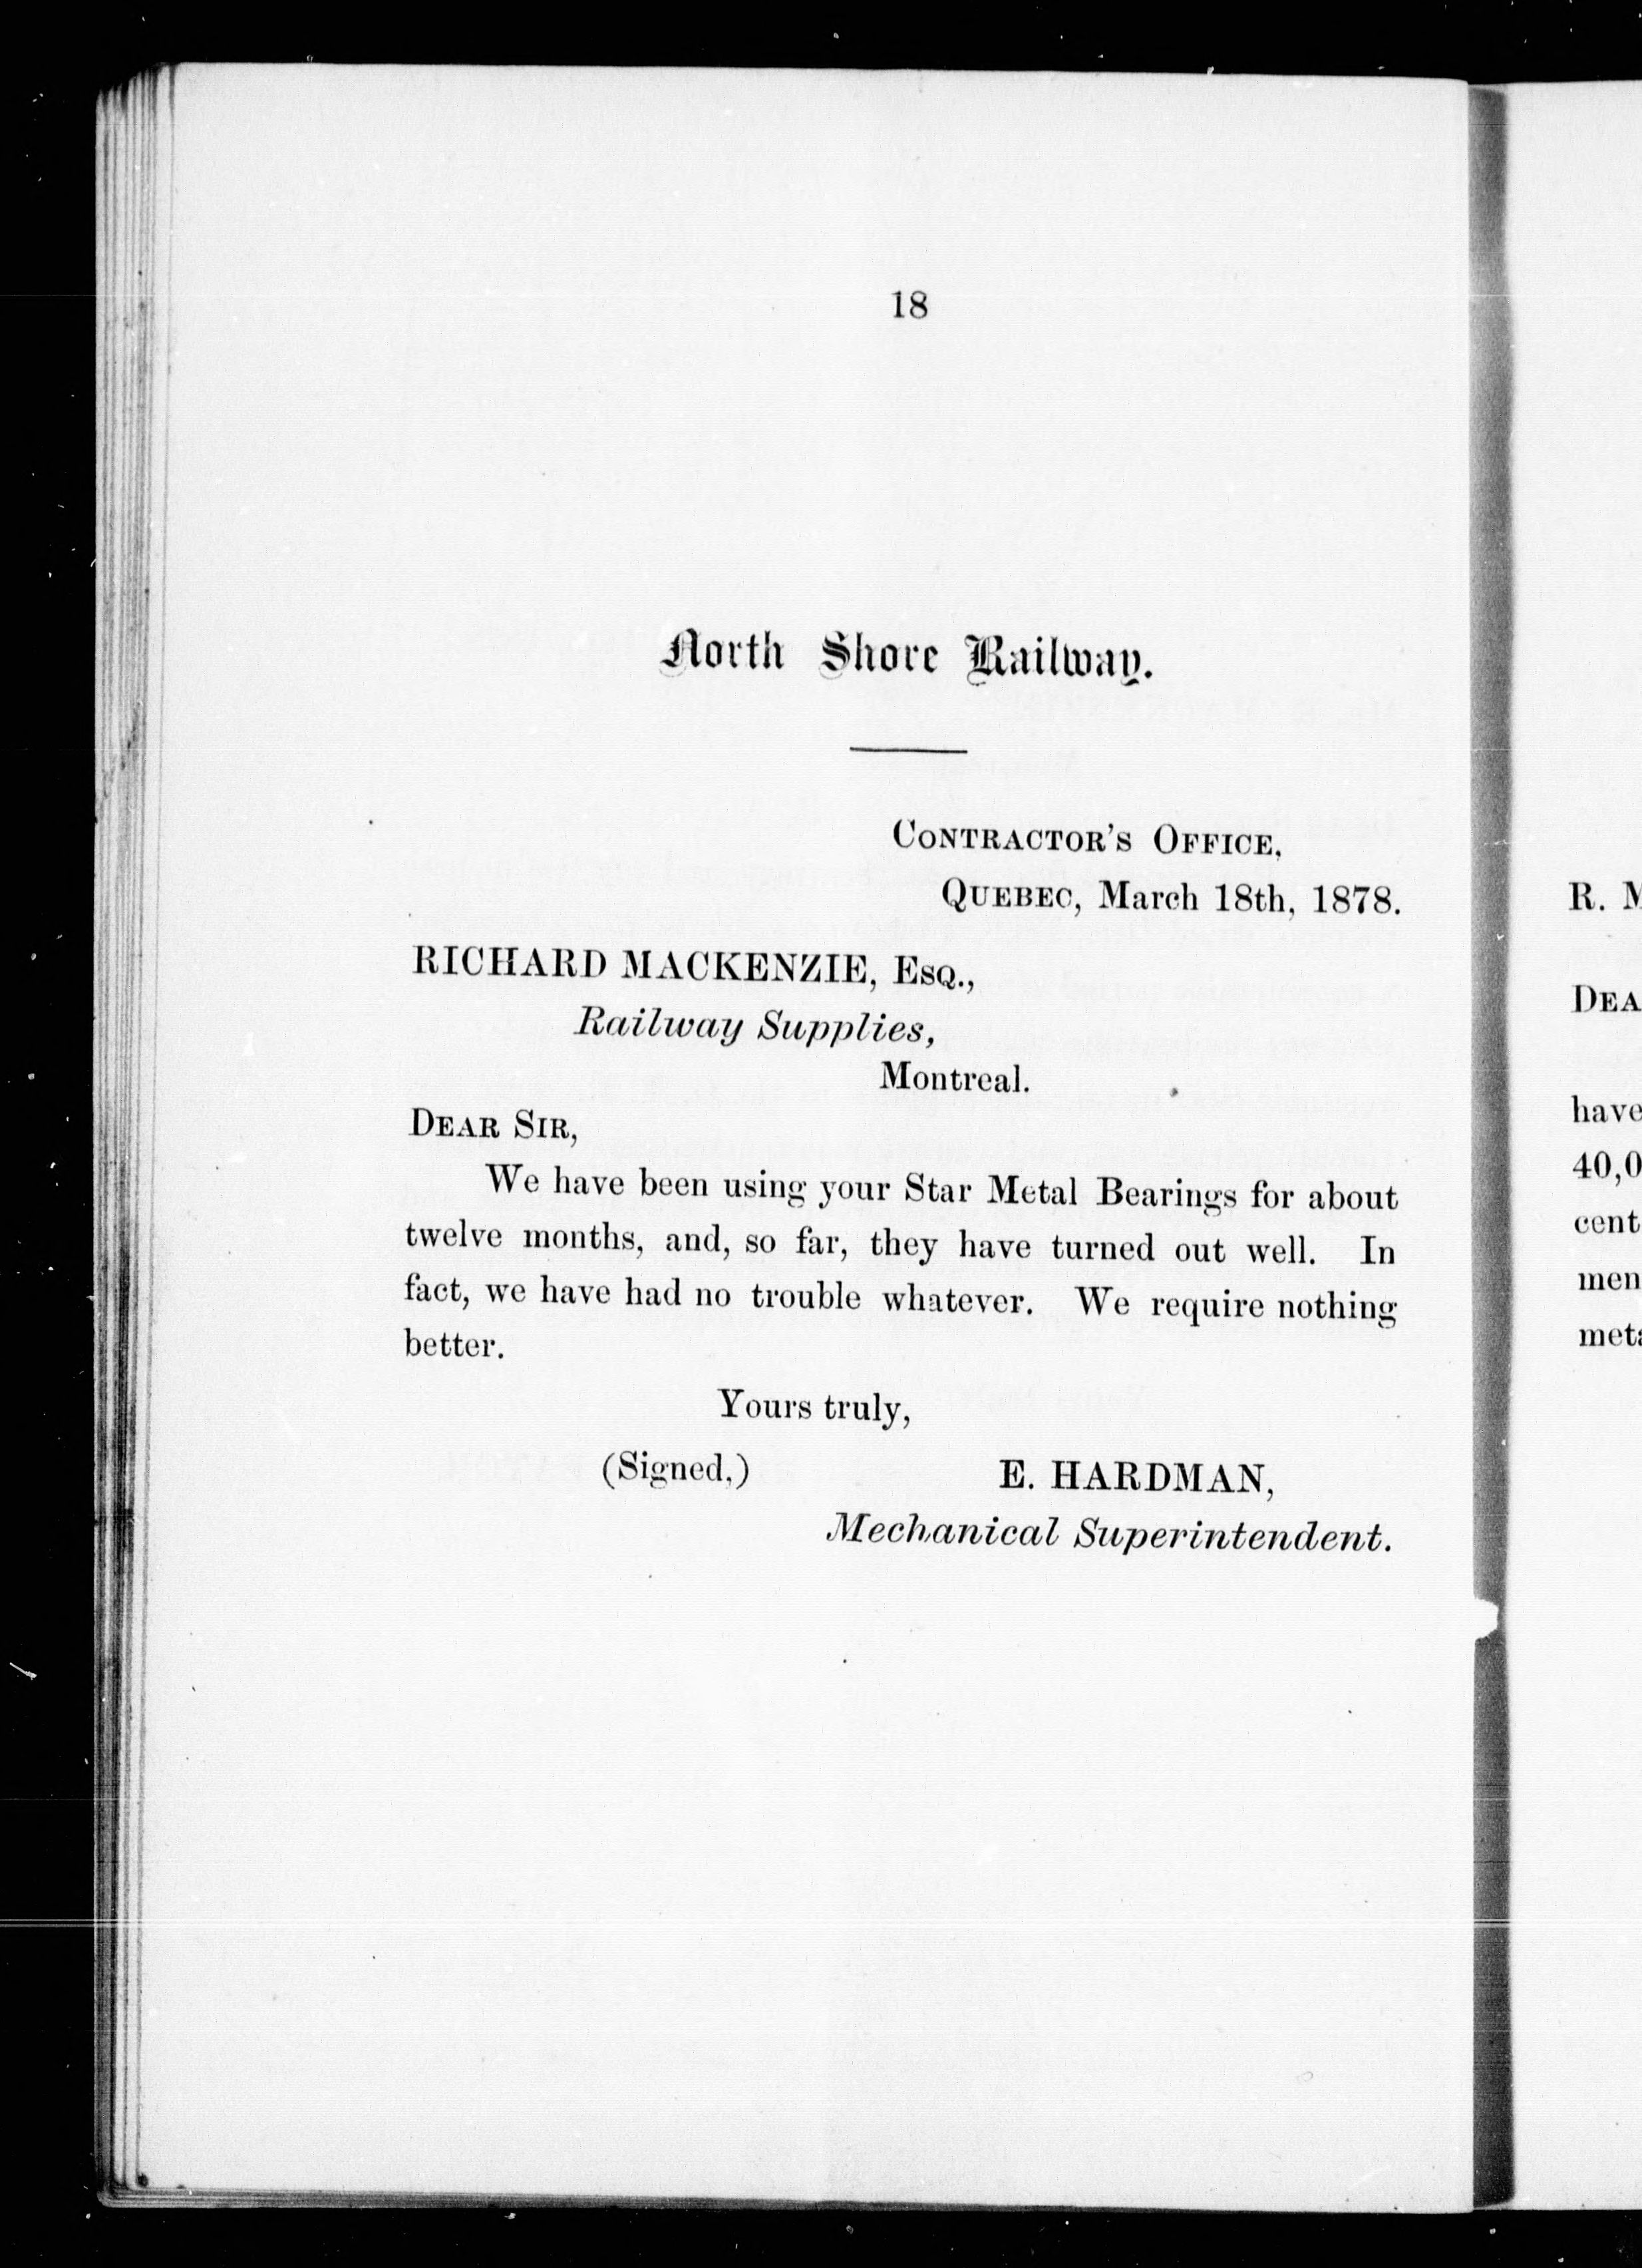 18
North Shore Railway.
CONTRACTOR'S OFFICE,
QUEBEC, March 18th, 1878.
RICHARD MACKENZIE, ESQ.,
Railway Supplies,
Montreal.
DEAR SIR,
We have been using your Star Metal Bearings for about
twelve months, and, so far, they have turned out well. In
fact, we have had no trouble whatever. We require nothing
better.
Yours truly,
(Signed,) E. HARDMAN,
Mechanical Superintendent.
R.
have
40,0
cent
men